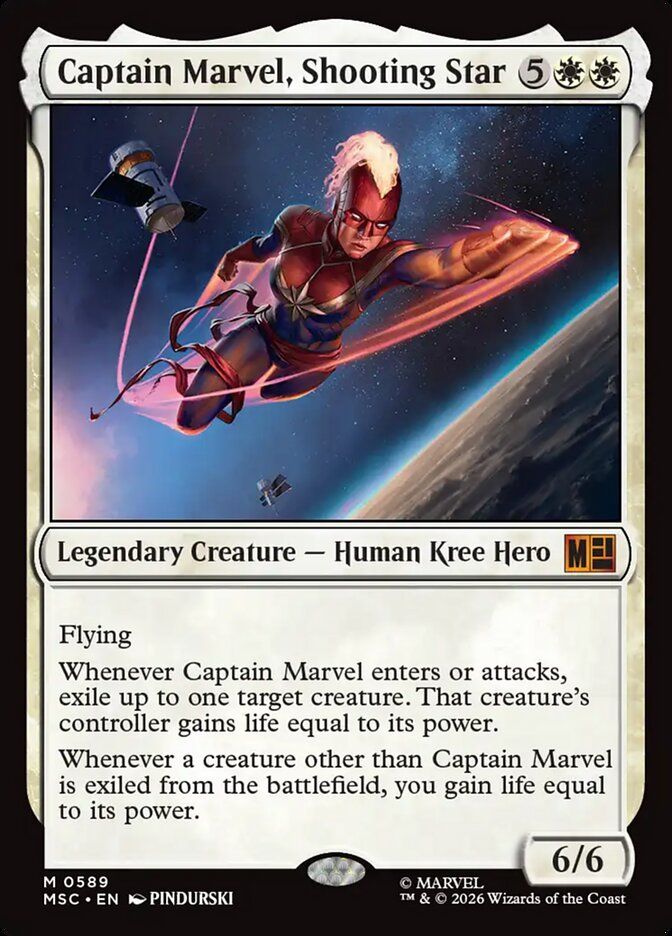 Captain Marvel, Shooting Star 5
Legendary Creature — Human Kree Hero
Flying
Whenever Captain Marvel enters or attacks,
exile up to one target creature. That creature's
controller gains life equal to its power.
Whenever a creature other than Captain Marvel
is exiled from the battlefield, you gain life equal
to its power.
6/6
M 0589
MSC • EN PINDURSKI
© MARVEL
™ & © 2026 Wizards of the Coast